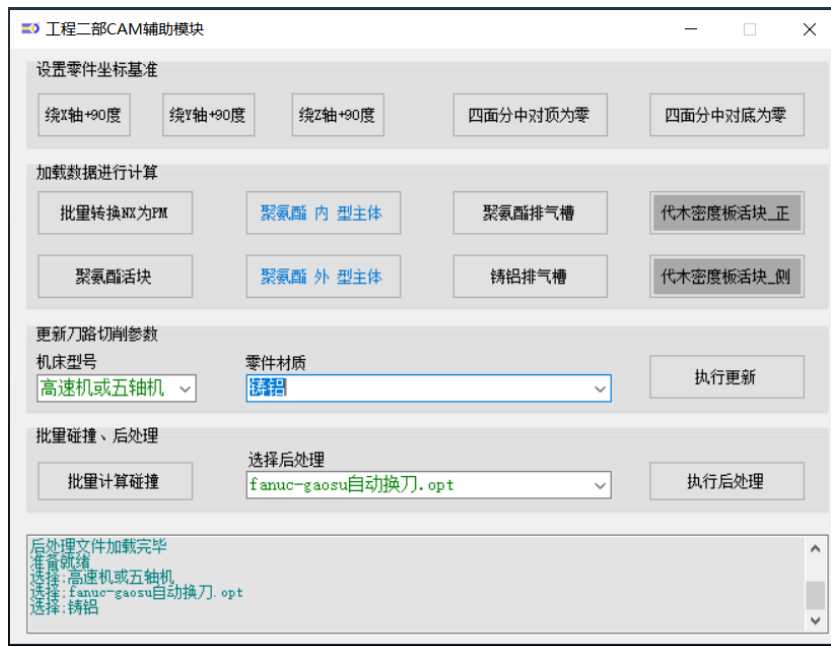 工程二部CAM辅助模块
设置零件坐标基准
绕X轴+90度 绕Y轴+90度 绕Z轴+90度 四面分中对顶为零 四面分中对底为零
加载数据进行计算
批量转换NX为PM 聚氨酯 内 型主体 聚氨酯排气槽 代木密度板活块_正
聚氨酯活块 聚氨酯 外 型主体 铸铝排气槽 代木密度板活块_侧
更新刀路切削参数
机床型号 零件材质
高速机或五轴机 铸铝 执行更新
批量碰撞、后处理
选择后处理
批量计算碰撞 fanuc-gaosu自动换刀.opt 执行后处理
后处理文件加载完毕
准备就绪
选择:高速机或五轴机
选择:fanuc-gaosu自动换刀.opt
选择:铸铝